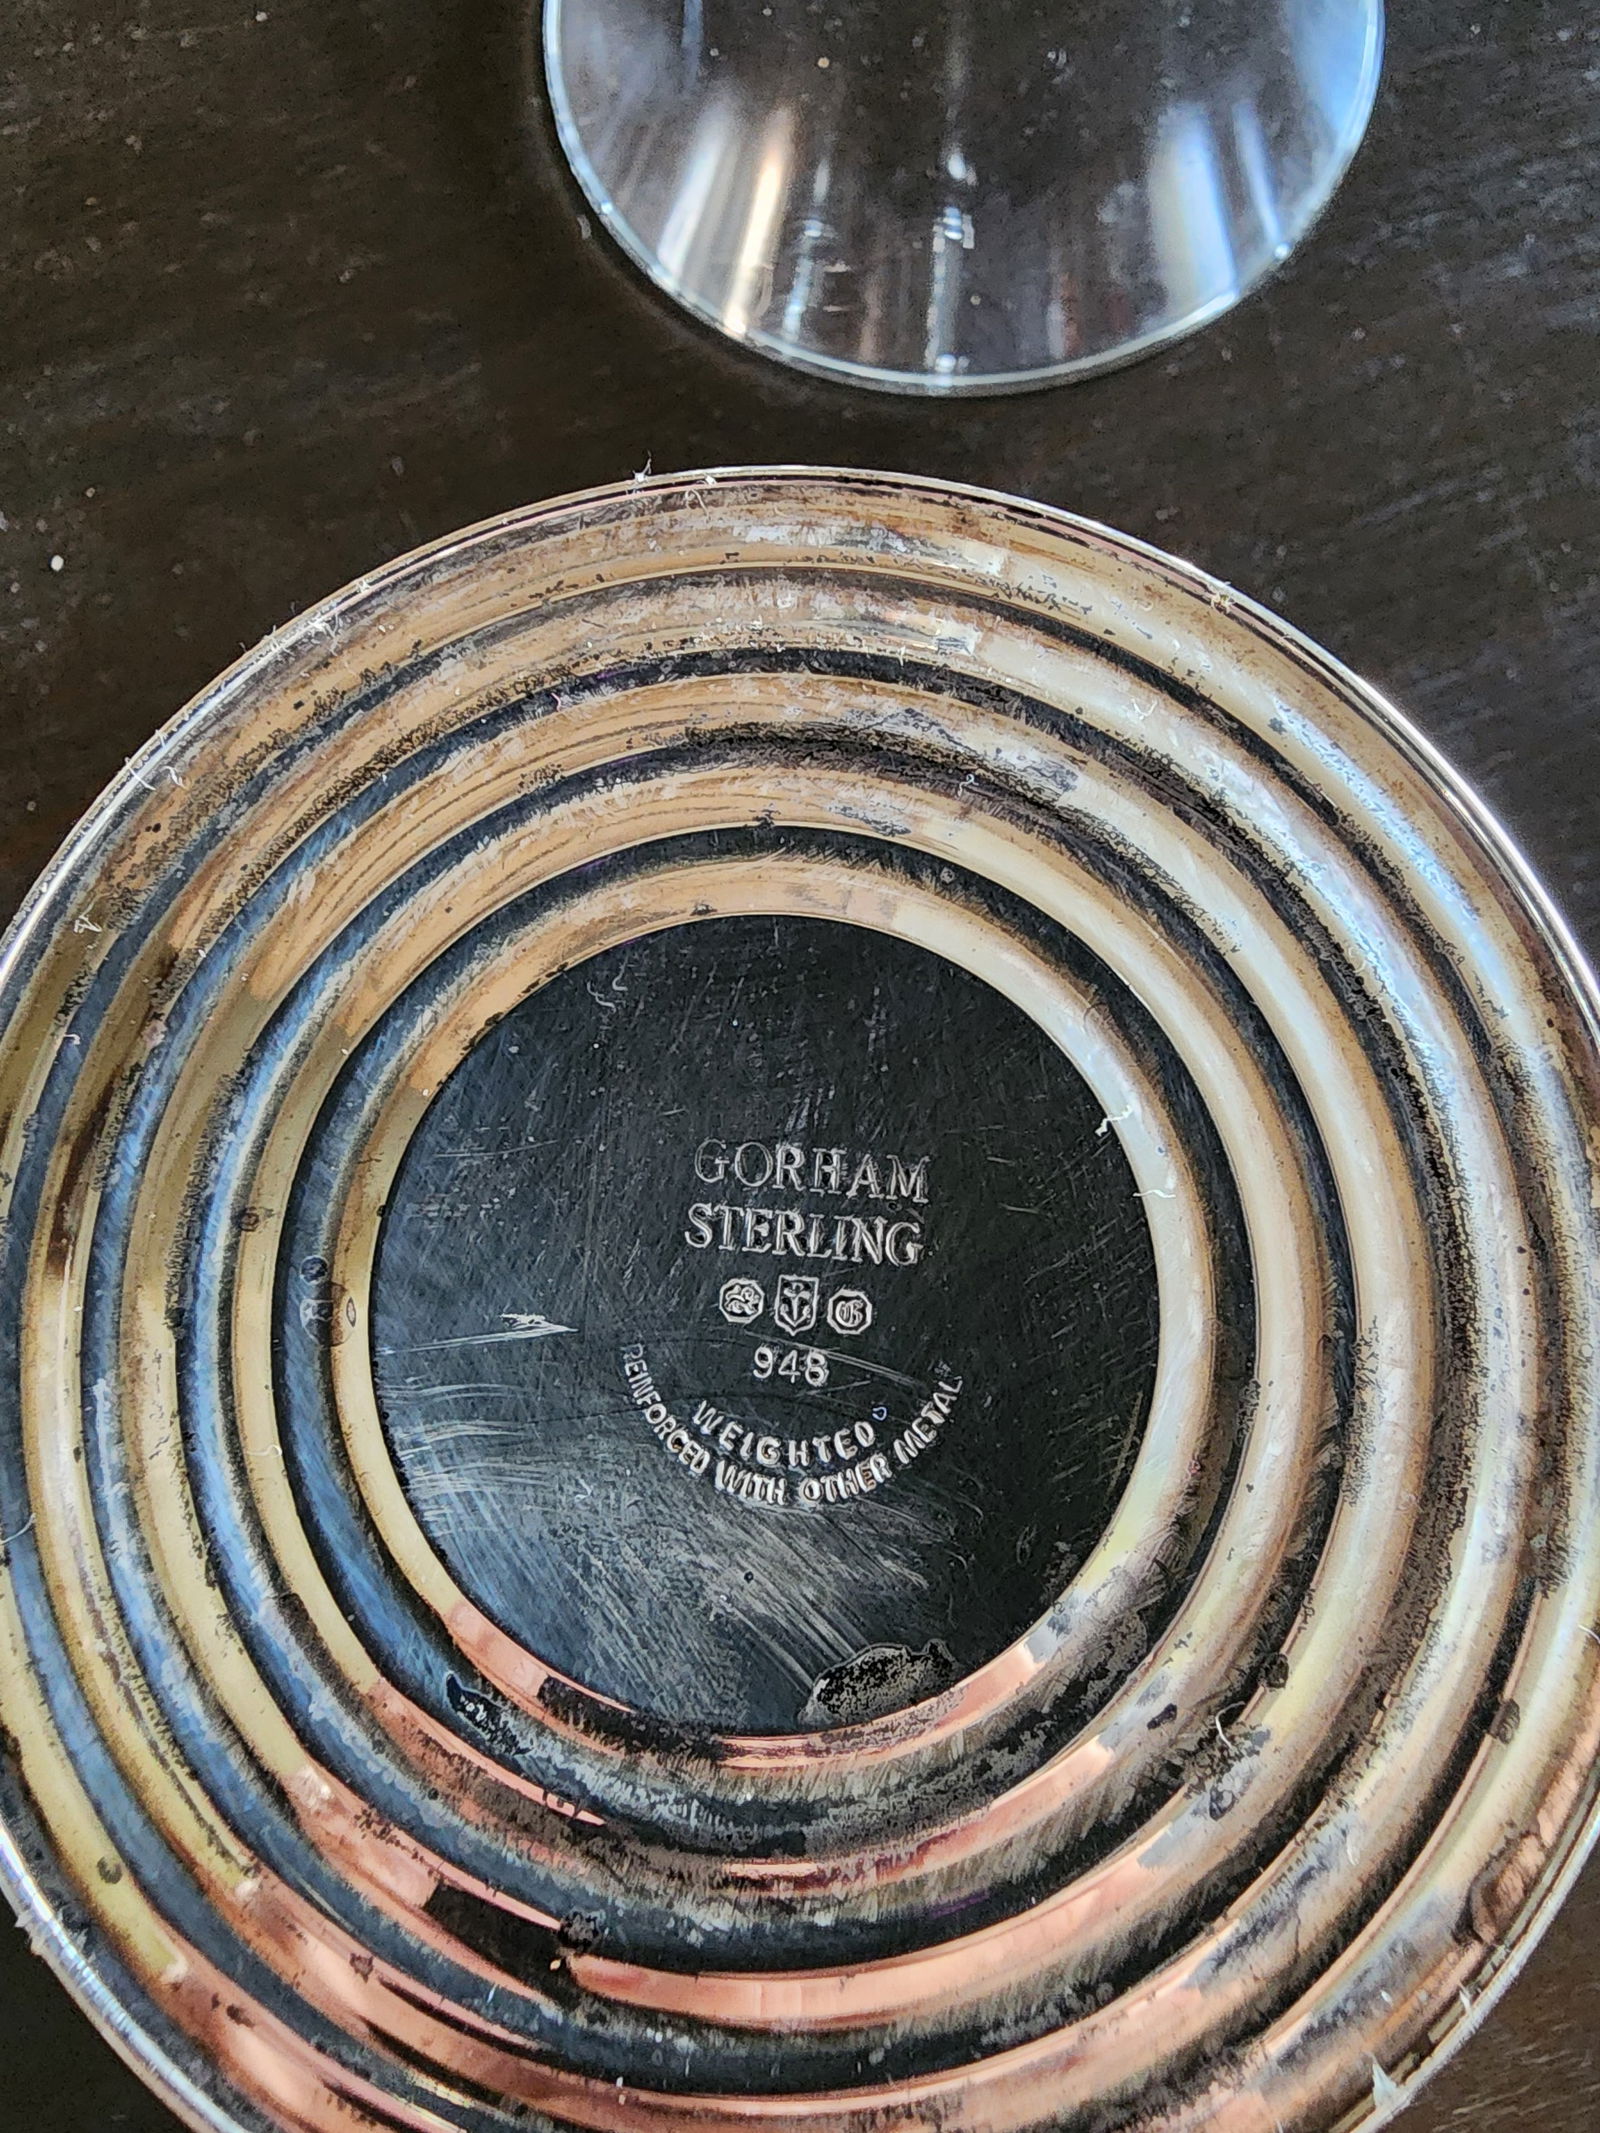 GORHAM
STERLING
948
WEIGHTED
REINFORCED WITH OTHER METAL